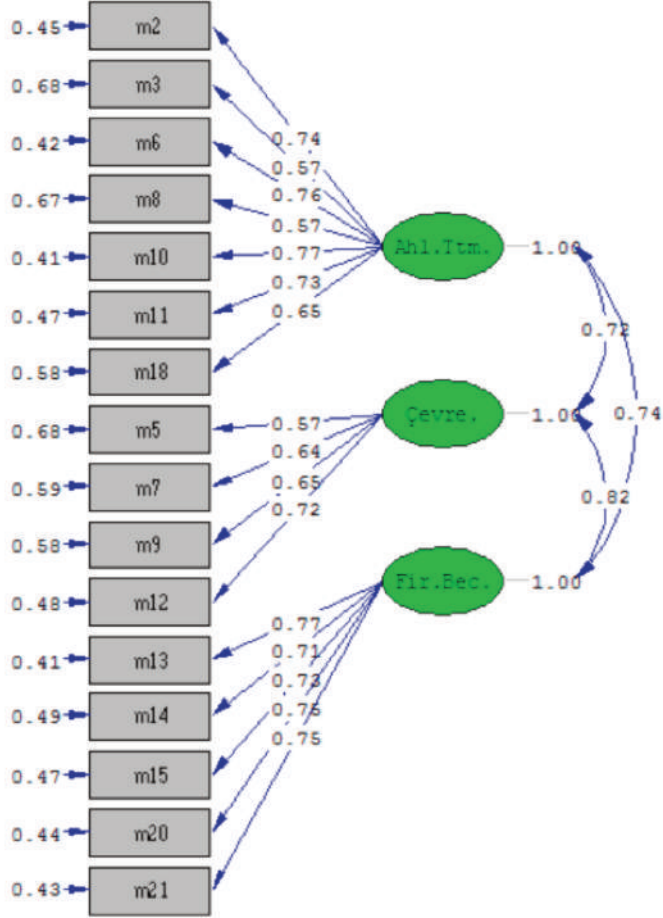 0.45 m2
0.68 m3
0.74
0.42 m6
0.57
0.76
0.67 m8
0.57
0.41 m10 0.77 Ahl.Ttm. 1.00
0.73
0.47 m11 0.65
0.72
0.58 m18
0.68 m5 0.57 Çevre. 1.00 0.74
0.64
0.65
0.59 m7
0.72 0.82
0.58 m9
Fir.Bec. 1.00
0.48 m12
0.77
0.41 m13 0.71
0.73
0.49 m14 0.75
0.75
0.47 m15
0.44 m20
0.43 m21